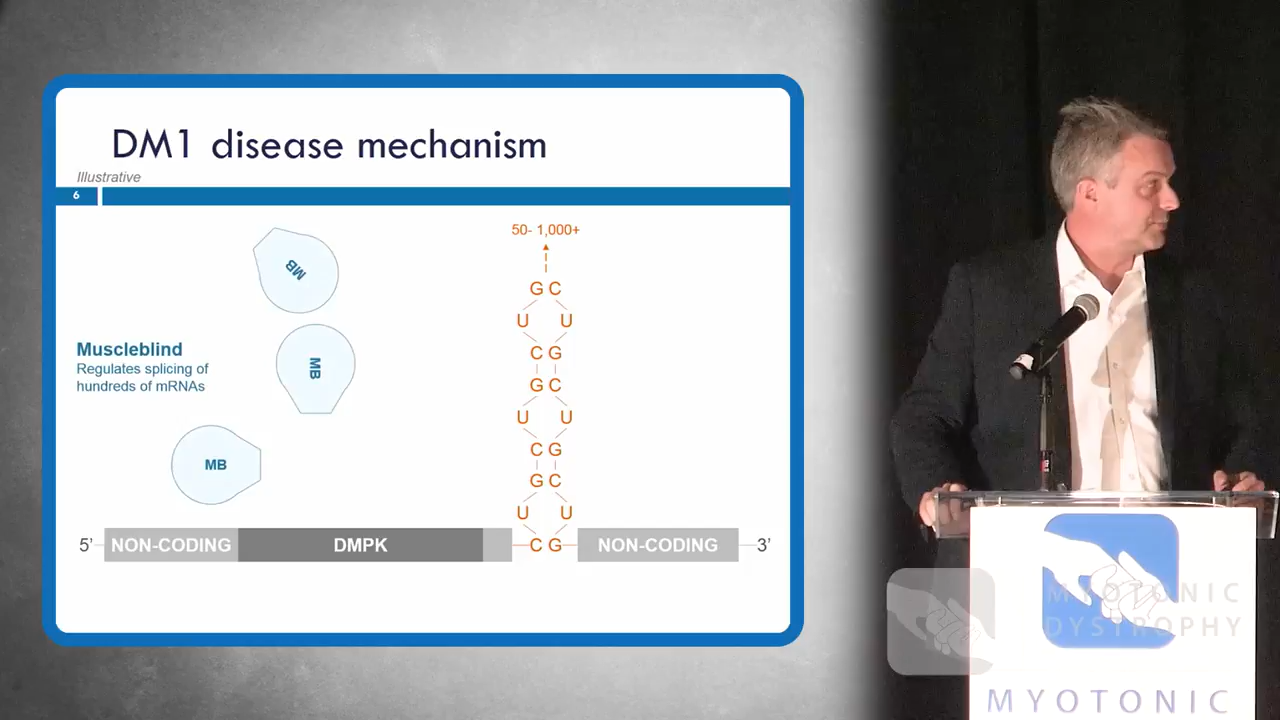 DM1 disease mechanism
Illustrative
6
50- 1,000+
G C
U U
C G
G C
U U
C G
G C
U U
C G
MB
MB
MB
Muscleblind
Regulates splicing of
hundreds of mRNAs
5’ NON-CODING DMPK NON-CODING 3’
MYOTONIC
DYSTROPHY
MYOTONIC